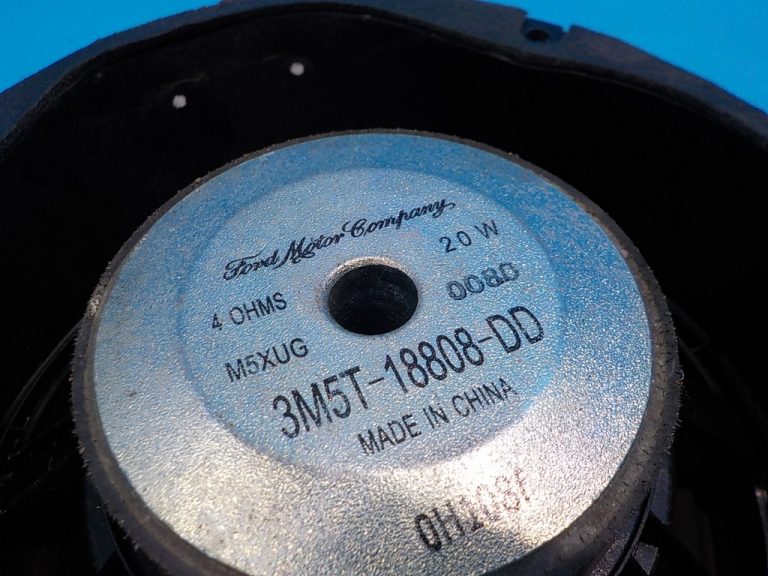 Ford Motor Company
4 OHMS
20 W
M5XUG
0080
3M5T-18808-DD
MADE IN CHINA